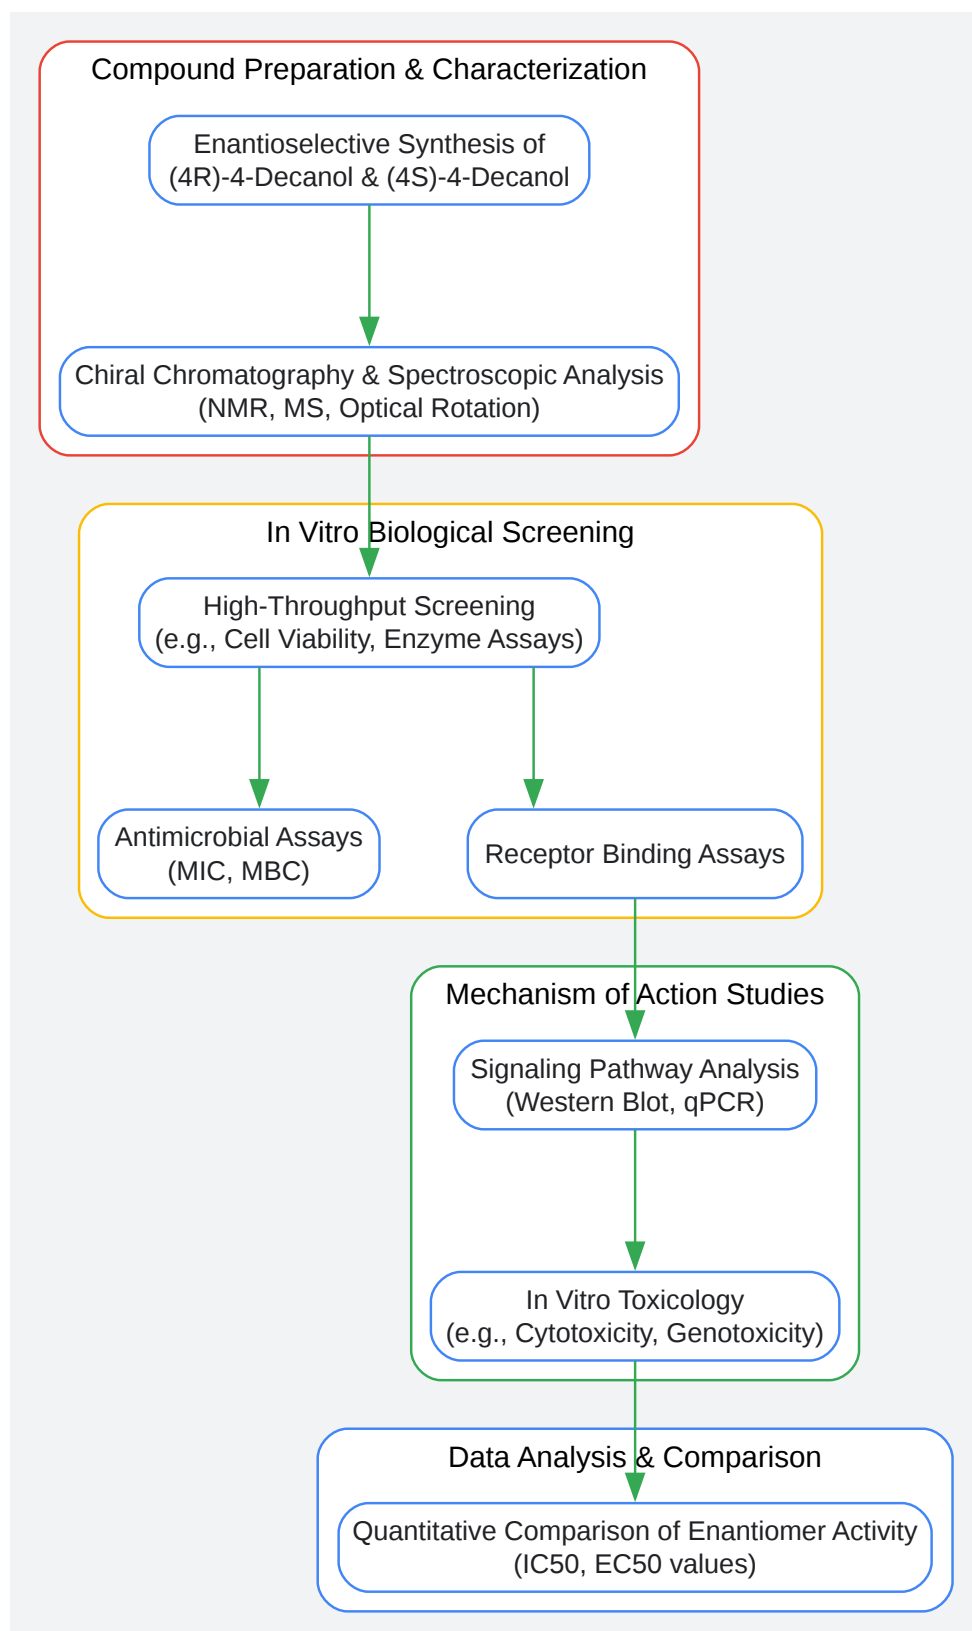 Compound Preparation & Characterization
Enantioselective Synthesis of
(4R)-4-Decanol & (4S)-4-Decanol
Chiral Chromatography & Spectroscopic Analysis
(NMR, MS, Optical Rotation)
In Vitro Biological Screening
High-Throughput Screening
(e.g., Cell Viability, Enzyme Assays)
Antimicrobial Assays
(MIC, MBC)
Receptor Binding Assays
Mechanism of Action Studies
Signaling Pathway Analysis
(Western Blot, qPCR)
In Vitro Toxicology
(e.g., Cytotoxicity, Genotoxicity)
Data Analysis & Comparison
Quantitative Comparison of Enantiomer Activity
(IC50, EC50 values)